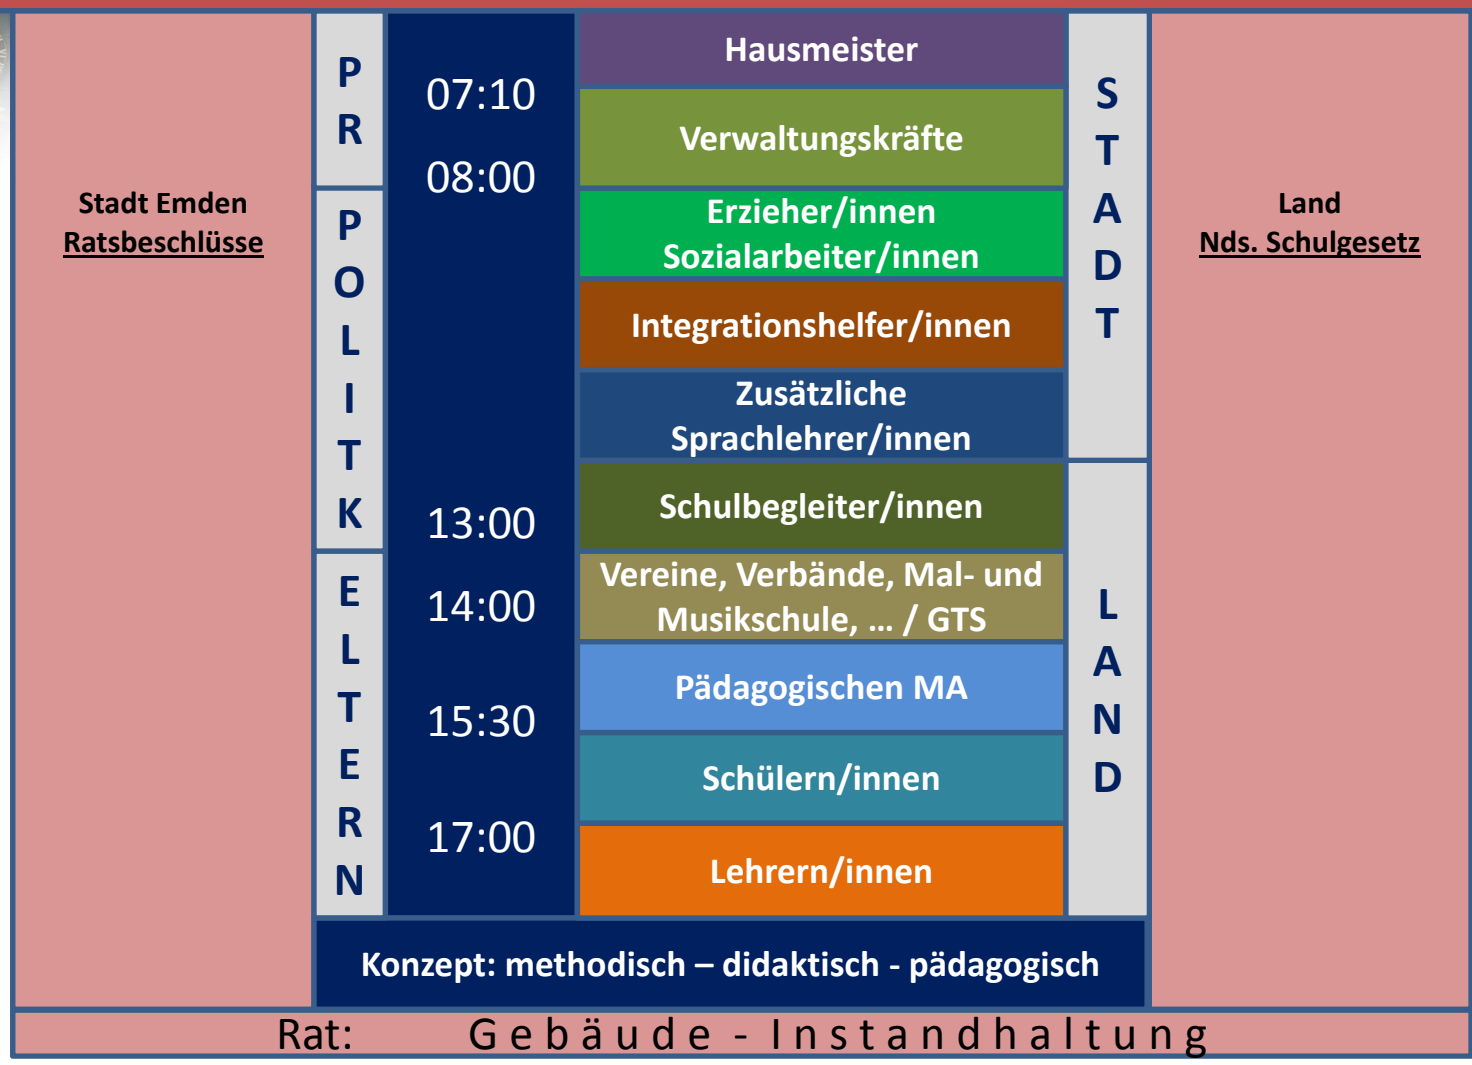 Stadt Emden
Ratsbeschlüsse
P
R
P
O
L
I
T
K
E
L
T
E
R
N
07:10
08:00
13:00
14:00
15:30
17:00
Hausmeister
Verwaltungskräfte
Erzieher/innen
Sozialarbeiter/innen
Integrationshelfer/innen
Zusätzliche
Sprachlehrer/innen
Schulbegleiter/innen
Vereine, Verbände, Mal- und
Musikschule, ... / GTS
Pädagogischen MA
Schülern/innen
Lehrern/innen
S
T
A
D
T
L
A
N
D
Land
Nds. Schulgesetz
Konzept: methodisch – didaktisch - pädagogisch
Rat: G e b ä u d e - I n s t a n d h a l t u n g